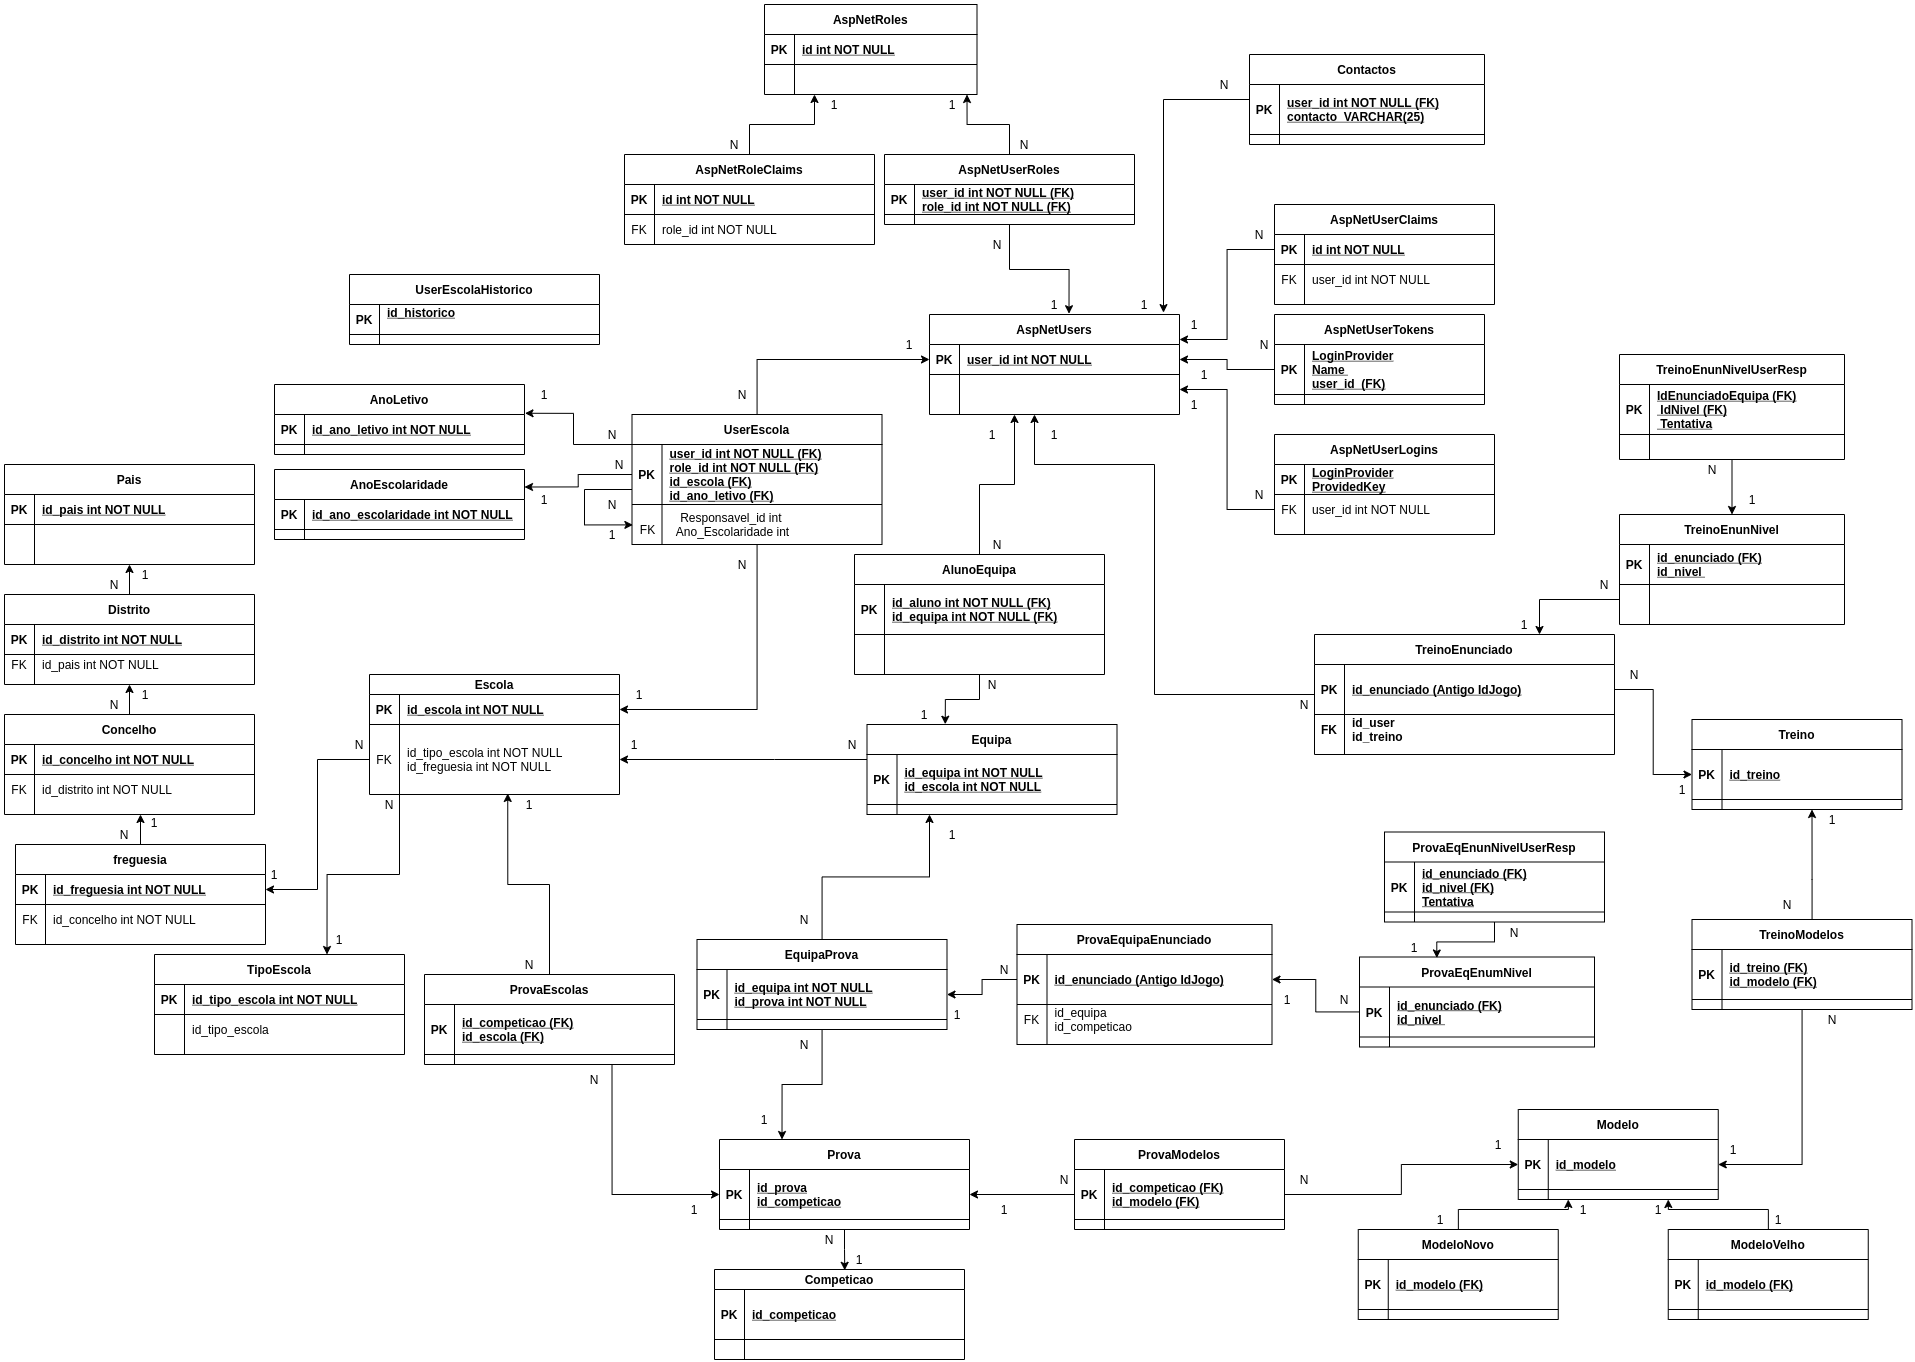 AspNetRoles
PK id int NOT NULL
1
1
N
N
AspNetRoleClaims
PK id int NOT NULL
FK role_id int NOT NULL
AspNetUserRoles
PK
user_id int NOT NULL (FK)
role_id int NOT NULL (FK)
N
1
Contactos
PK
user_id int NOT NULL (FK)
contacto VARCHAR(25)
N
1
AspNetUserClaims
PK id int NOT NULL
FK user_id int NOT NULL
N
1
AspNetUserTokens
PK
LoginProvider
Name
user_id (FK)
N
1
AspNetUserLogins
PK
LoginProvider
ProvidedKey
FK user_id int NOT NULL
N
1
AspNetUsers
PK user_id int NOT NULL
1
1
1
UserEscolaHistorico
PK id_historico
AnoLetivo
PK id_ano_letivo int NOT NULL
1
N
AnoEscolaridade
PK id_ano_escolaridade int NOT NULL
1
N
UserEscola
PK
user_id int NOT NULL (FK)
role_id int NOT NULL (FK)
id_escola (FK)
id_ano_letivo (FK)
FK
Responsavel_id int
Ano_Escolaridade int
N
N
1
N
TreinoEnunNivelUserResp
PK
IdEnunciadoEquipa (FK)
IdNivel (FK)
Tentativa
N
1
TreinoEnunNivel
PK
id_enunciado (FK)
id_nivel
N
1
Pais
PK id_pais int NOT NULL
1
N
Distrito
PK id_distrito int NOT NULL
FK id_pais int NOT NULL
1
N
Concelho
PK id_concelho int NOT NULL
FK id_distrito int NOT NULL
1
N
freguesia
PK id_freguesia int NOT NULL
FK id_concelho int NOT NULL
1
AlunoEquipa
PK
id_aluno int NOT NULL (FK)
id_equipa int NOT NULL (FK)
N
N
1
TreinoEnunciado
PK id_enunciado (Antigo IdJogo)
FK
id_user
id_treino
N
N
1
Treino
PK id_treino
1
N
Escola
PK id_escola int NOT NULL
FK
id_tipo_escola int NOT NULL
id_freguesia int NOT NULL
1
1
N
N
1
Equipa
PK
id_equipa int NOT NULL
id_escola int NOT NULL
N
1
TipoEscola
PK id_tipo_escola int NOT NULL
id_tipo_escola
1
ProvaEscolas
PK
id_competicao (FK)
id_escola (FK)
N
N
1
EquipaProva
PK
id_equipa int NOT NULL
id_prova int NOT NULL
N
N
1
1
ProvaEquipaEnunciado
PK id_enunciado (Antigo IdJogo)
FK
id_equipa
id_competicao
N
1
ProvaEqEnunNivelUserResp
PK
id_enunciado (FK)
id_nivel (FK)
Tentativa
N
1
ProvaEqEnumNivel
PK
id_enunciado (FK)
id_nivel
N
TreinoModelos
PK
id_treino (FK)
id_modelo (FK)
N
1
Prova
PK
id_prova
id_competicao
N
1
ProvaModelos
PK
id_competicao (FK)
id_modelo (FK)
N
1
N
1
Modelo
PK id_modelo
1
1
1
1
ModeloNovo
PK id_modelo (FK)
ModeloVelho
PK id_modelo (FK)
Competicao
PK id_competicao